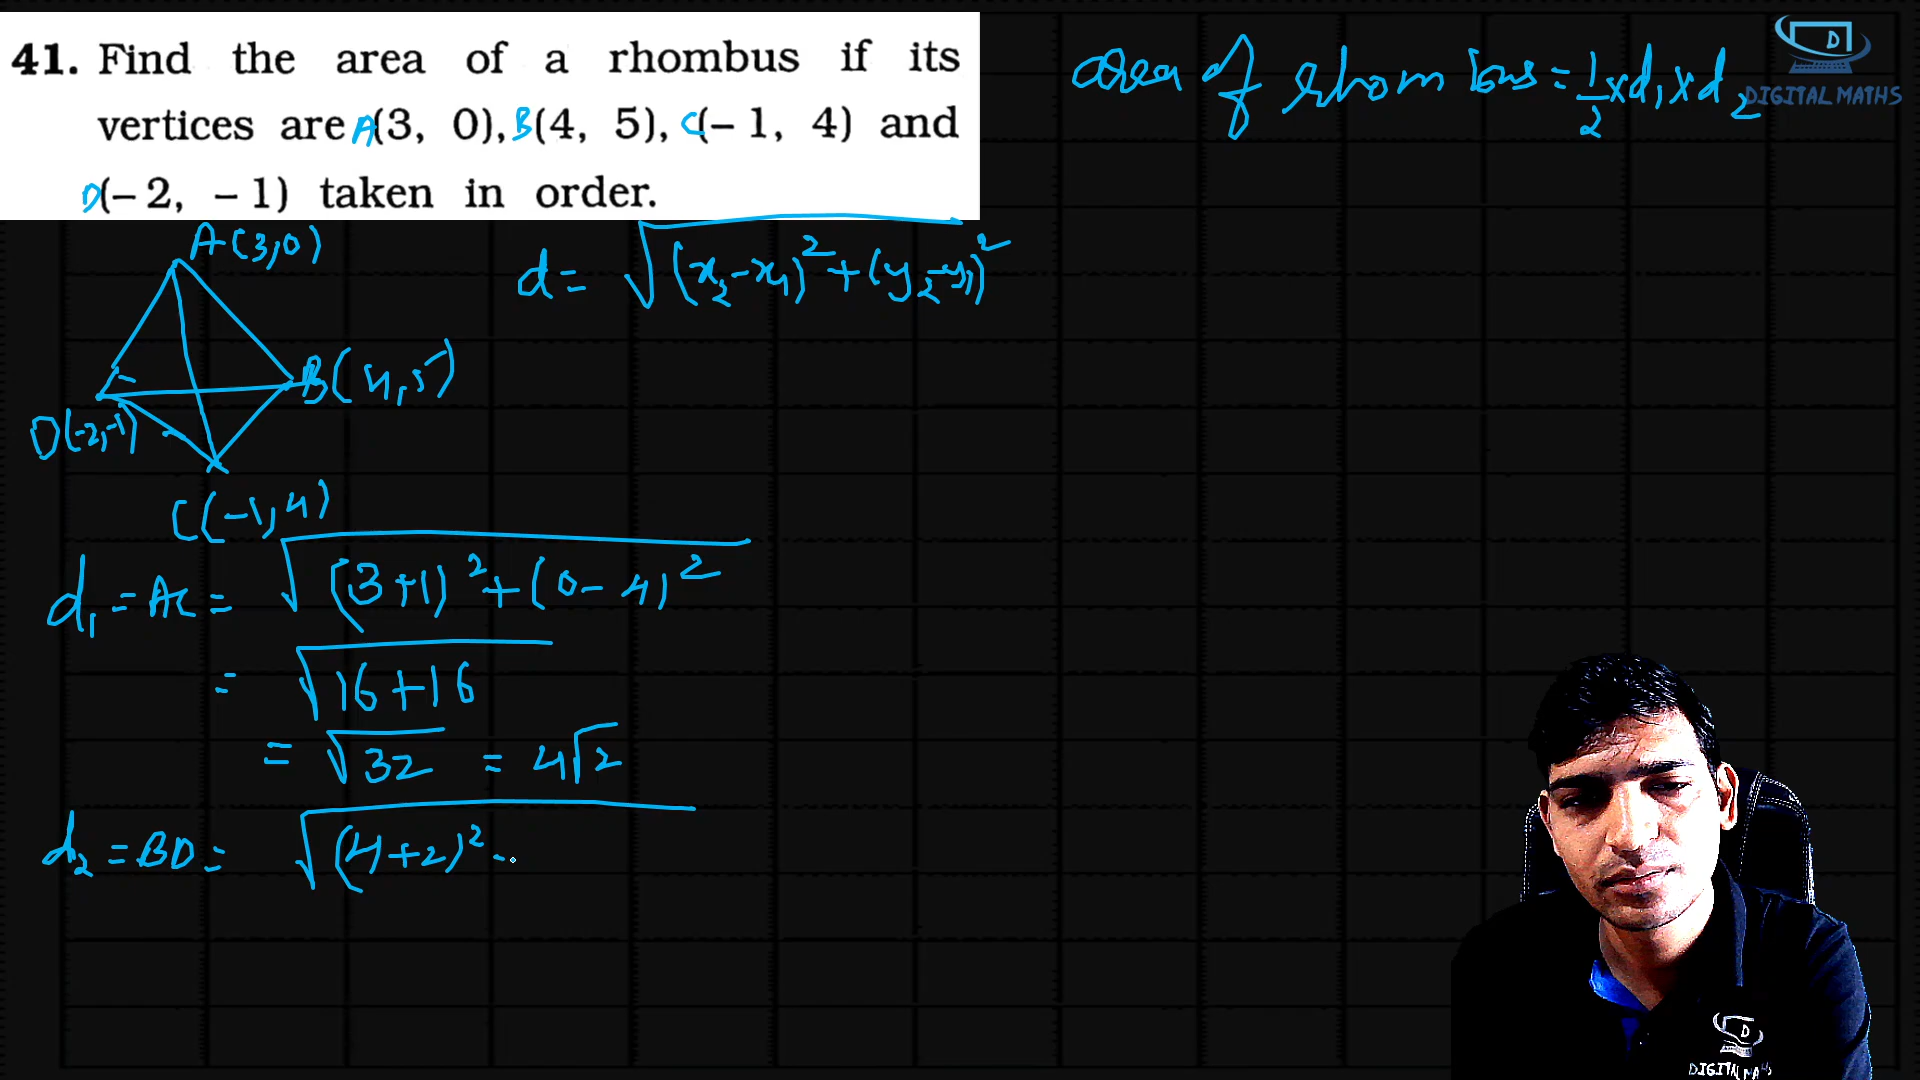 41. Find the area of a rhombus if its
vertices are A(3, 0), B(4, 5), C(– 1, 4) and
D(– 2, – 1) taken in order.
area of rhombus = 1/2 × d₁ × d₂
DIGITAL MATHS
A(3,0)
d = √(x₂-x₁)² + (y₂-y₁)²
B(4,5)
D(-2,-1)
C(-1,4)
d₁ = AC = √(3+1)² + (0-4)²
= √16+16
= √32 = 4√2
d₂ = BD = √(4+2)² -
D
DIGITAL MATHS